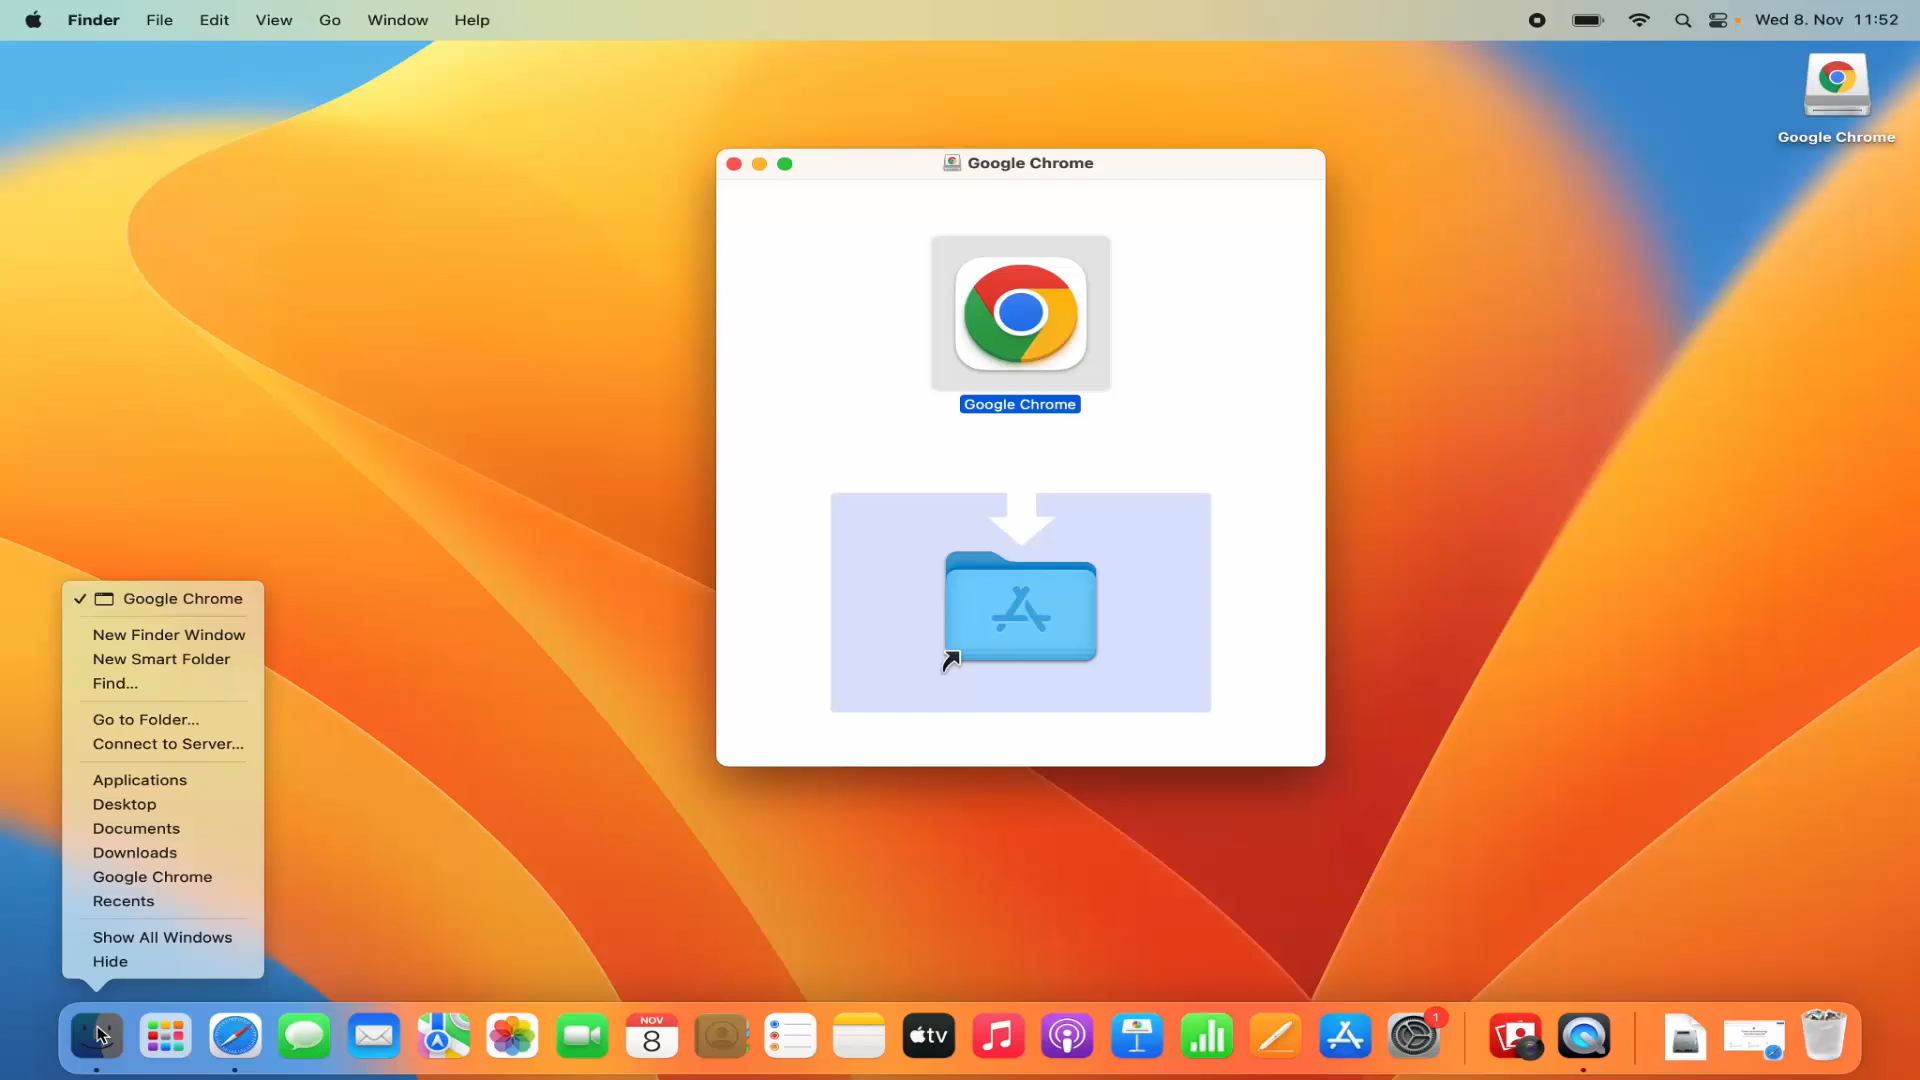 Finder File Edit View Go Window Help Wed 8. Nov 11:52
Google Chrome
Google Chrome
Google Chrome
Google Chrome
New Finder Window
New Smart Folder
Find...
Go to Folder...
Connect to Server...
Applications
Desktop
Documents
Downloads
Google Chrome
Recents
Show All Windows
Hide
NOV
8
tv
1